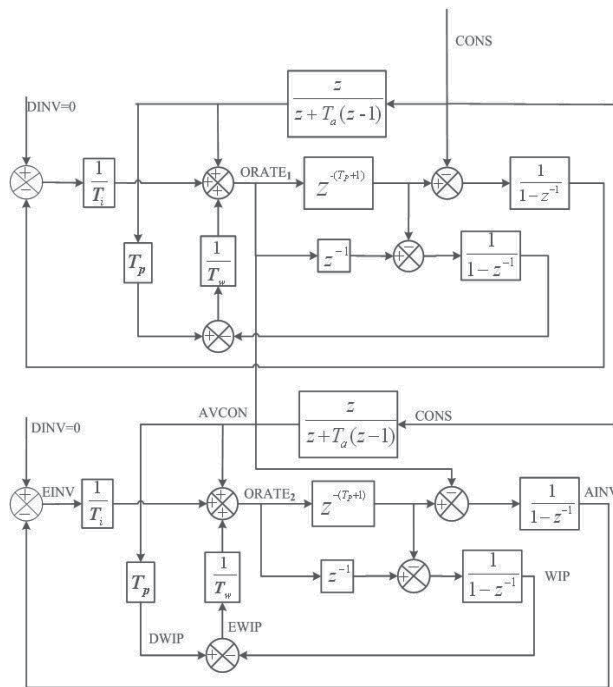 CONS
z
z + T_a (z - 1)
DINV=0
1
T_i
ORATE₁
z^-(T_P+1)
1
1 - z^-1
T_p
1
T_w
z^-1
1
1 - z^-1
z
z + T_a (z - 1)
CONS
AVCON
DINV=0
EINV
1
T_i
ORATE₂
z^-(T_P+1)
1
1 - z^-1
AINV
T_p
1
T_w
z^-1
1
1 - z^-1
WIP
DWIP
EWIP